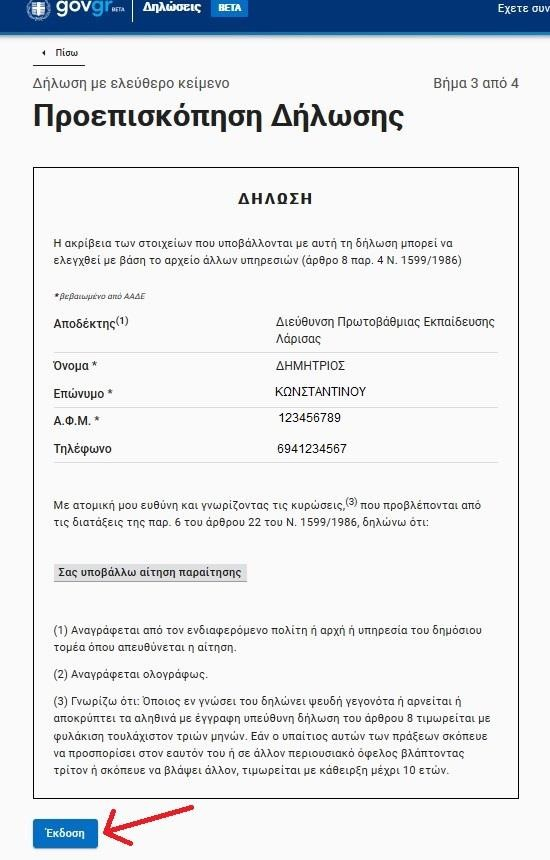 govgr BETA Δηλώσεις BETA Έχετε συν
Πίσω
Δήλωση με ελεύθερο κείμενο Βήμα 3 από 4
Προεπισκόπηση Δήλωσης
ΔΗΛΩΣΗ
Η ακρίβεια των στοιχείων που υποβάλλονται με αυτή τη δήλωση μπορεί να
ελεγχθεί με βάση το αρχείο άλλων υπηρεσιών (άρθρο 8 παρ. 4 Ν. 1599/1986)
*βεβαιωμένο από ΑΑΔΕ
Αποδέκτης(1) Διεύθυνση Πρωτοβάθμιας Εκπαίδευσης
Λάρισας
Όνομα * ΔΗΜΗΤΡΙΟΣ
Επώνυμο * ΚΩΝΣΤΑΝΤΙΝΟΥ
Α.Φ.Μ. * 123456789
Τηλέφωνο 6941234567
Με ατομική μου ευθύνη και γνωρίζοντας τις κυρώσεις,(3) που προβλέπονται από
τις διατάξεις της παρ. 6 του άρθρου 22 του Ν. 1599/1986, δηλώνω ότι:
Σας υποβάλλω αίτηση παραίτησης
(1) Αναγράφεται από τον ενδιαφερόμενο πολίτη ή αρχή ή υπηρεσία του δημόσιου
τομέα όπου απευθύνεται η αίτηση.
(2) Αναγράφεται ολογράφως.
(3) Γνωρίζω ότι: Όποιος εν γνώσει του δηλώνει ψευδή γεγονότα ή αρνείται ή
αποκρύπτει τα αληθινά με έγγραφη υπεύθυνη δήλωση του άρθρου 8 τιμωρείται με
φυλάκιση τουλάχιστον τριών μηνών. Εάν ο υπαίτιος αυτών των πράξεων σκόπευε
να προσπορίσει στον εαυτόν του ή σε άλλον περιουσιακό όφελος βλάπτοντας
τρίτον ή σκόπευε να βλάψει άλλον, τιμωρείται με κάθειρξη μέχρι 10 ετών.
Έκδοση